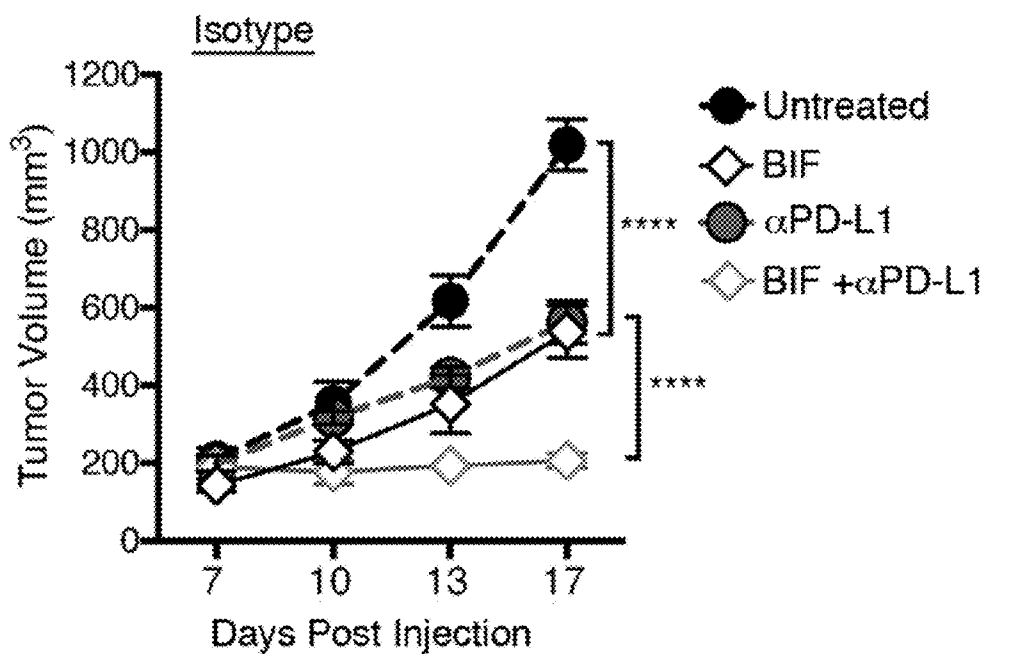 Isotype
1200
1000
800
600
400
200
0
Tumor Volume (mm³)
7 10 13 17
Days Post Injection
Untreated
BIF
αPD-L1
BIF +αPD-L1
****
****